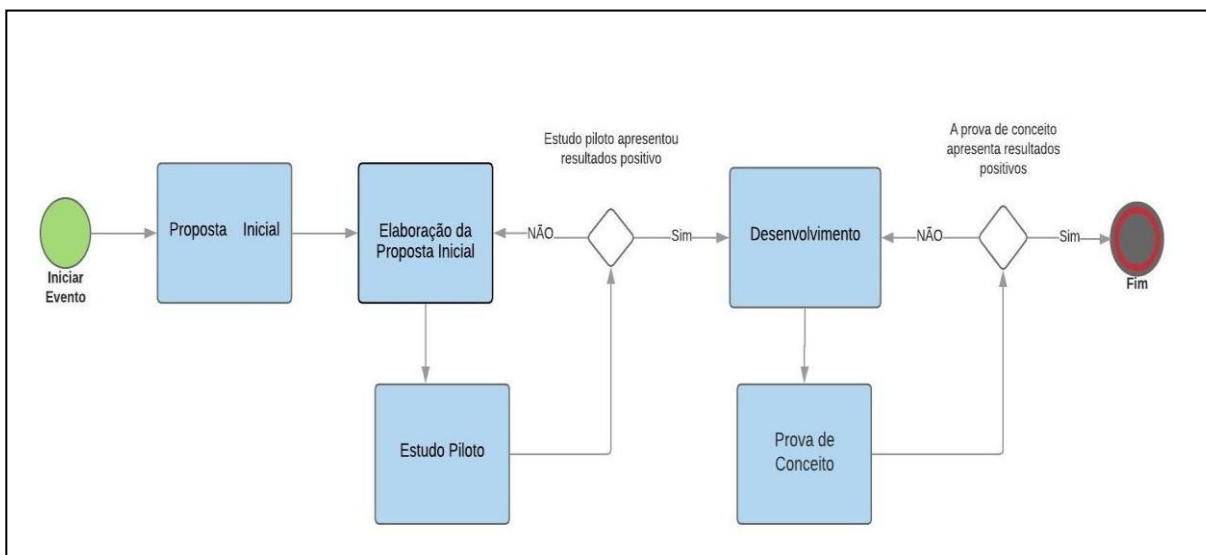 Iniciar
Evento
Proposta Inicial
Elaboração da
Proposta Inicial
Estudo Piloto
Estudo piloto apresentou
resultados positivo
NÃO
Sim
Desenvolvimento
Prova de
Conceito
A prova de conceito
apresenta resultados
positivos
NÃO
Sim
Fim